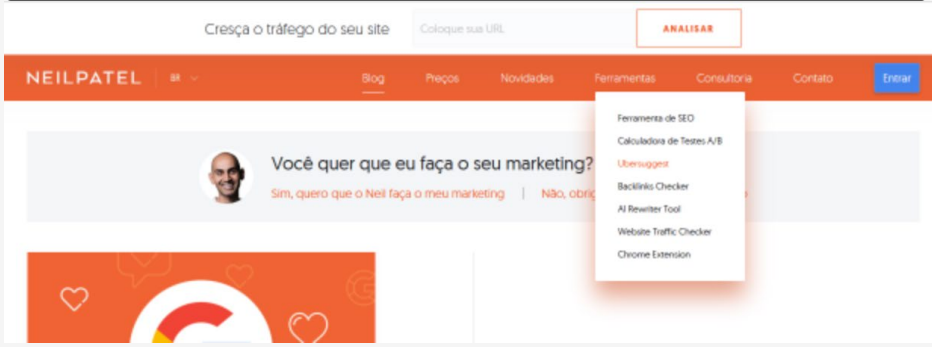 Cresça o tráfego do seu site Coloque sua URL ANALISAR
NEILPATEL BR Blog Preços Novidades Ferramentas Consultoria Contato Entrar
Ferramenta de SEO
Calculadora de Testes A/B
Ubersuggest
Backlinks Checker
AI Rewriter Tool
Website Traffic Checker
Chrome Extension
Você quer que eu faça o seu marketing?
Sim, quero que o Neil faça o meu marketing | Não,